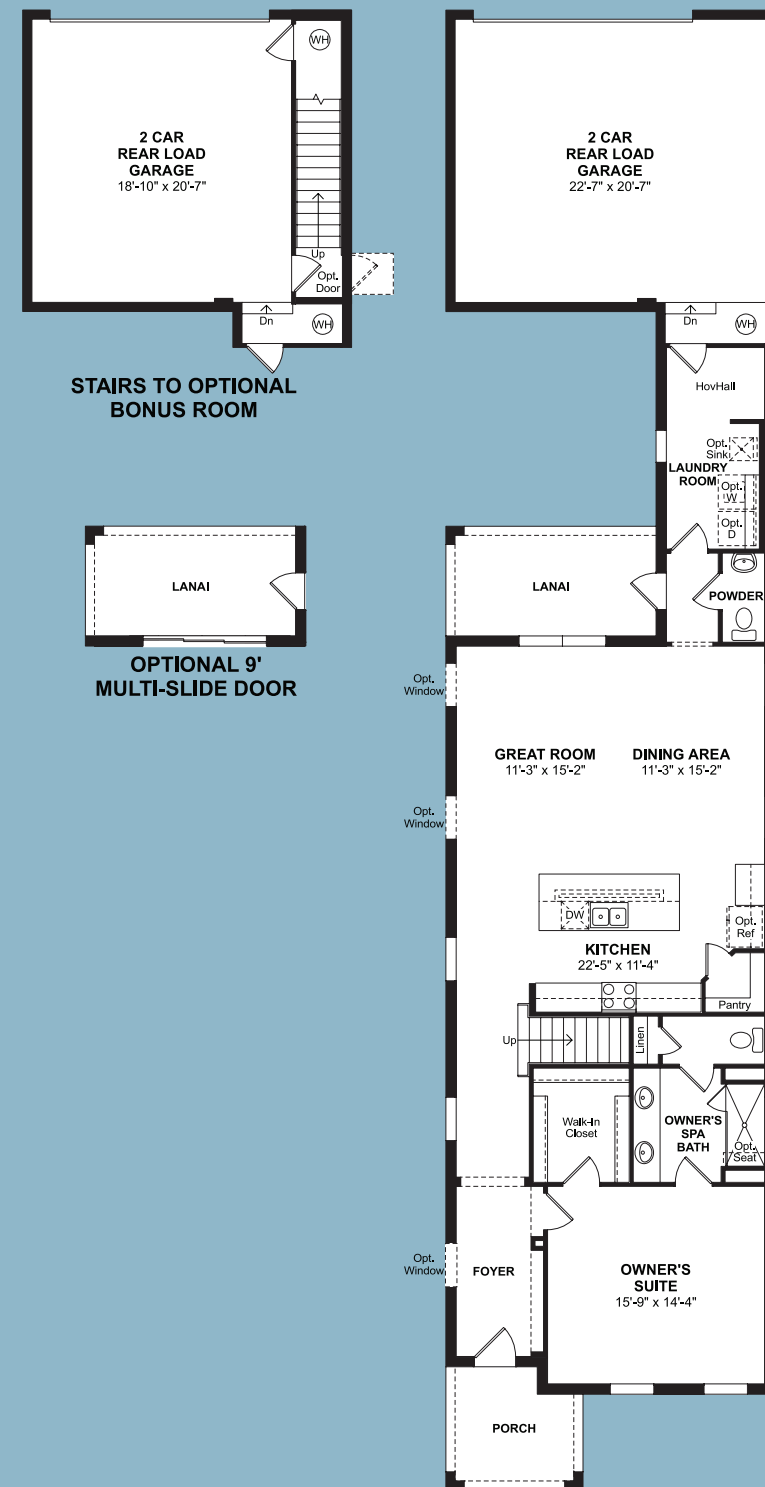 WH
2 CAR
REAR LOAD
GARAGE
18'-10" x 20'-7"
Up
Opt.
Door
Dn
WH
STAIRS TO OPTIONAL
BONUS ROOM
LANAI
OPTIONAL 9'
MULTI-SLIDE DOOR
2 CAR
REAR LOAD
GARAGE
22'-7" x 20'-7"
Dn
WH
HovHall
Opt.
Sink
LAUNDRY
ROOM
Opt.
W
Opt.
D
LANAI
POWDER
Opt.
Window
GREAT ROOM
11'-3" x 15'-2"
DINING AREA
11'-3" x 15'-2"
Opt.
Window
DW
Opt.
Ref
KITCHEN
22'-5" x 11'-4"
Pantry
Up
Linen
Walk-In
Closet
OWNER'S
SPA
BATH
Opt.
Seat
Opt.
Window
FOYER
OWNER'S
SUITE
15'-9" x 14'-4"
PORCH